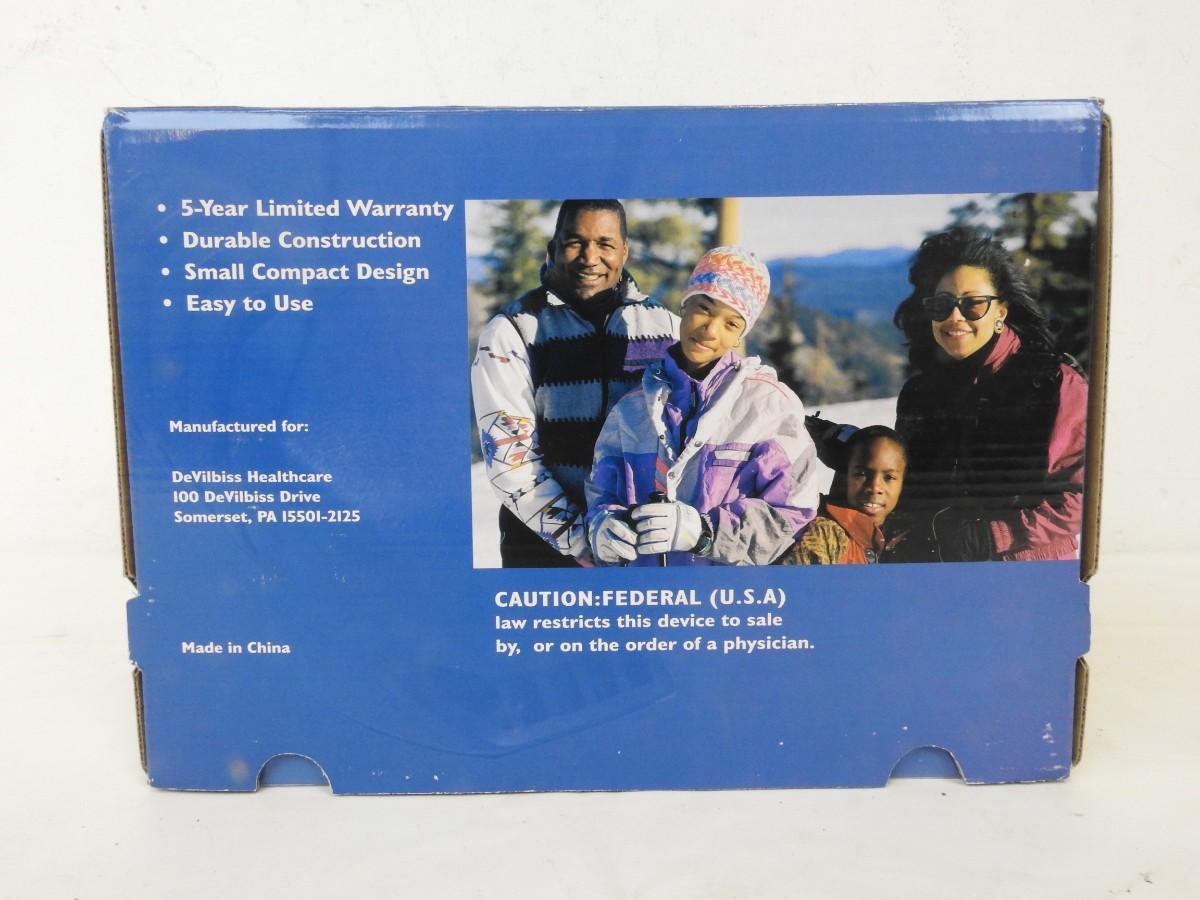 • 5-Year Limited Warranty
• Durable Construction
• Small Compact Design
• Easy to Use
Manufactured for:
DeVilbiss Healthcare
100 DeVilbiss Drive
Somerset, PA 15501-2125
Made in China
CAUTION:FEDERAL (U.S.A)
law restricts this device to sale
by, or on the order of a physician.